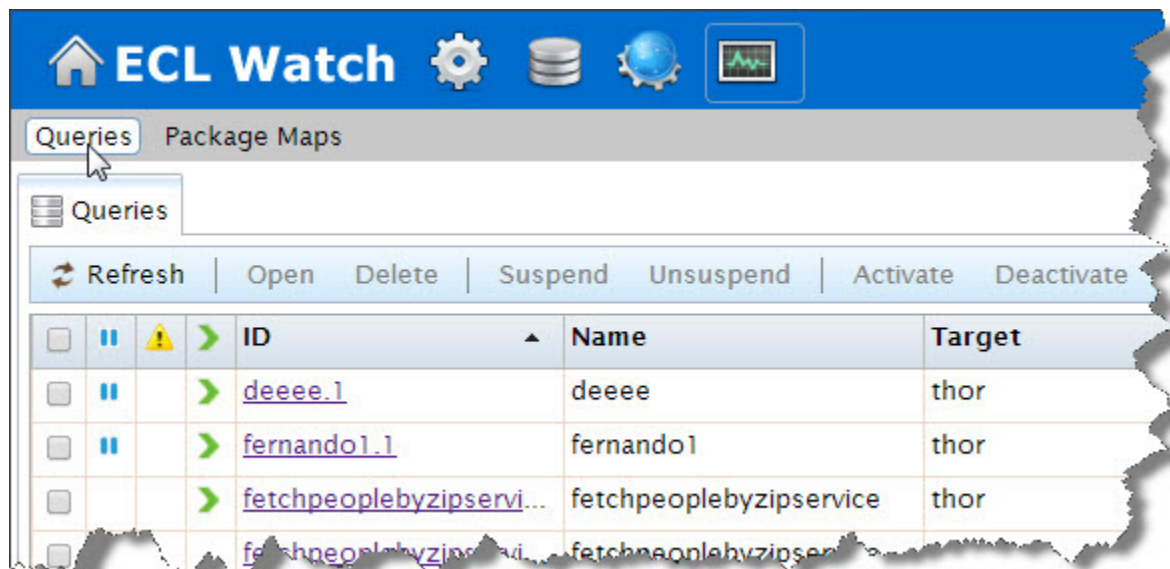 ECL Watch
Queries Package Maps
Queries
Refresh Open Delete Suspend Unsuspend Activate Deactivate
ID Name Target
deeee.1 deeee thor
fernando1.1 fernando1 thor
fetchpeoplebyzipservi... fetchpeoplebyzipservice thor